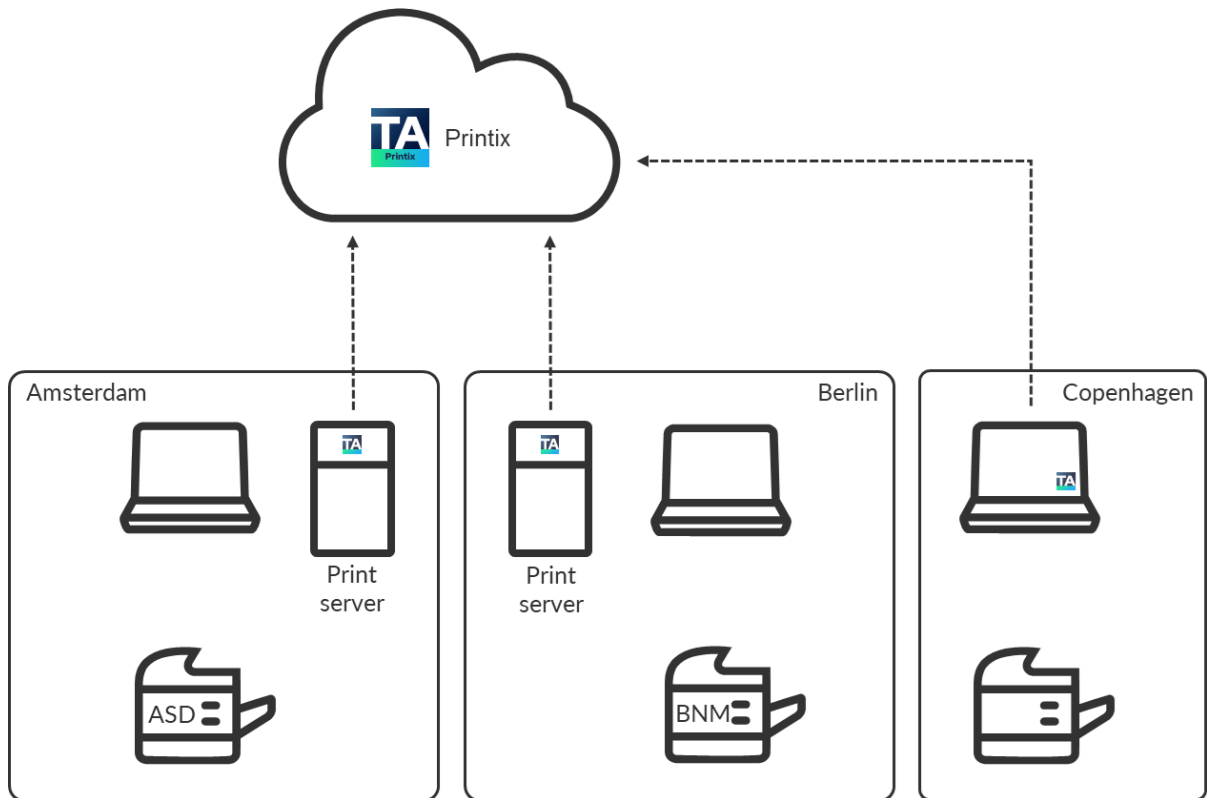 TA
Printix
Printix
Amsterdam
Berlin
Copenhagen
TA
TA
TA
Print
server
Print
server
ASD
BNM